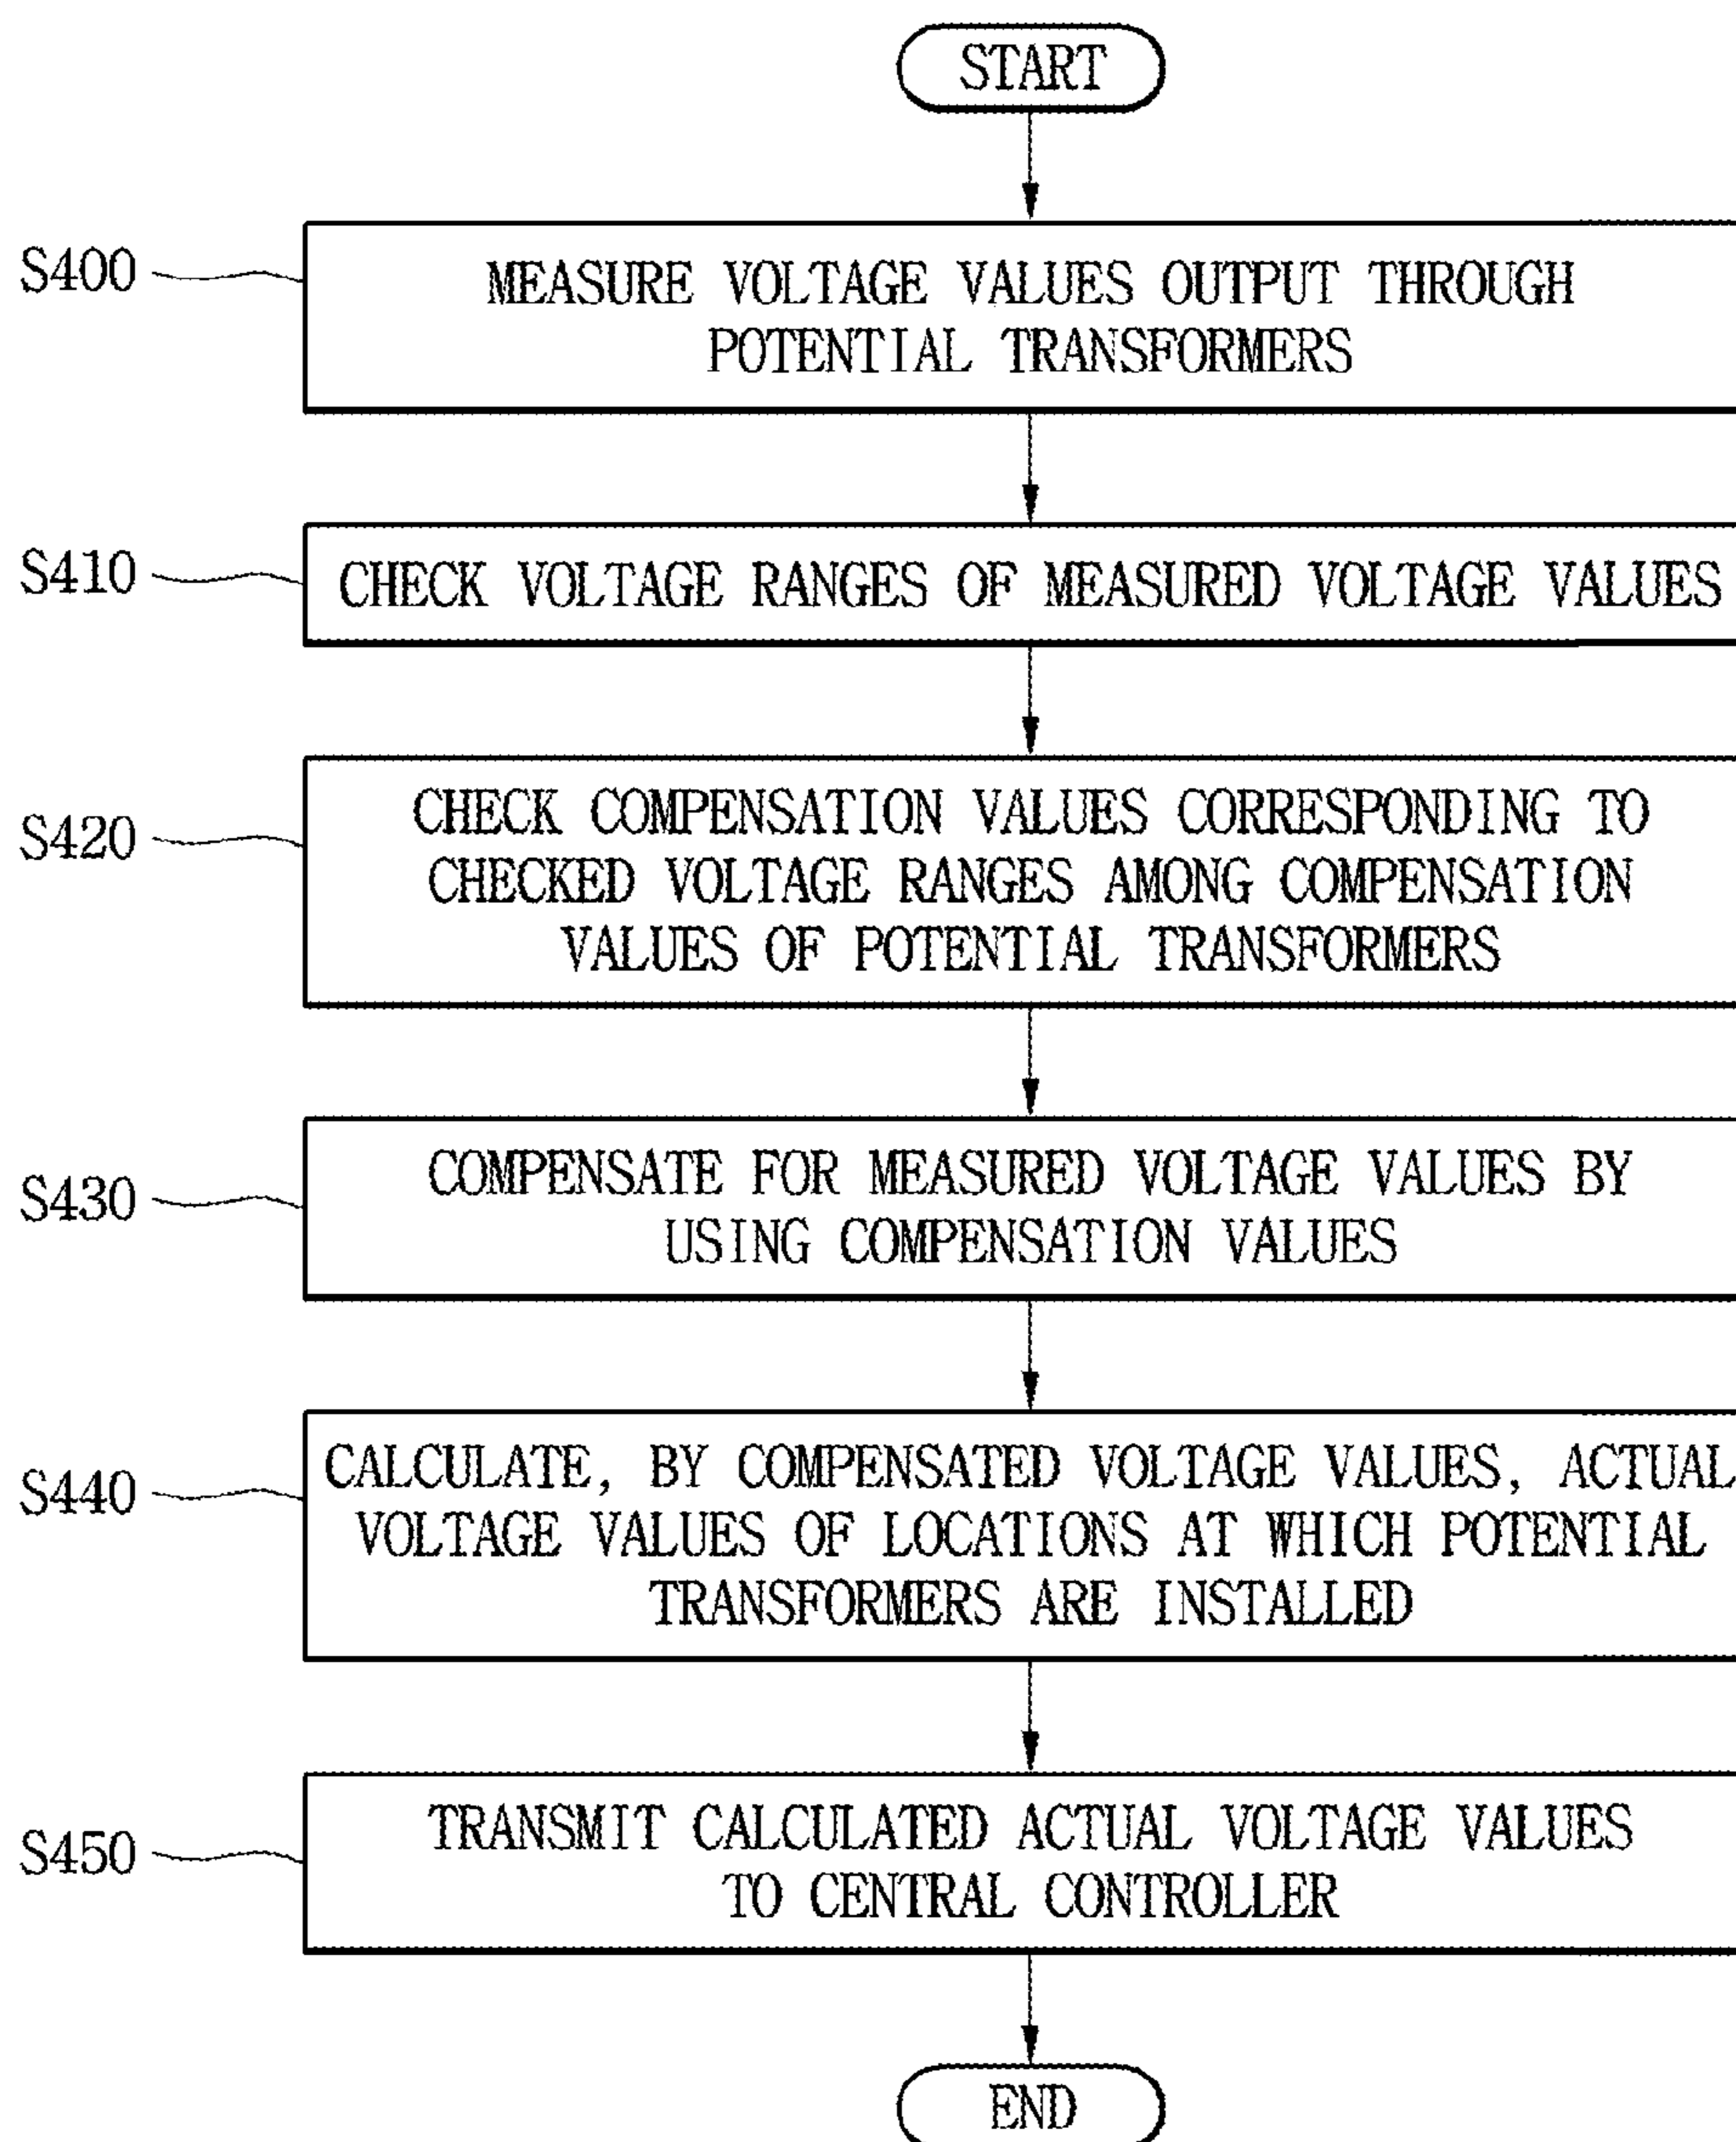 START
S400
MEASURE VOLTAGE VALUES OUTPUT THROUGH
POTENTIAL TRANSFORMERS
S410
CHECK VOLTAGE RANGES OF MEASURED VOLTAGE VALUES
S420
CHECK COMPENSATION VALUES CORRESPONDING TO
CHECKED VOLTAGE RANGES AMONG COMPENSATION
VALUES OF POTENTIAL TRANSFORMERS
S430
COMPENSATE FOR MEASURED VOLTAGE VALUES BY
USING COMPENSATION VALUES
S440
CALCULATE, BY COMPENSATED VOLTAGE VALUES, ACTUAL
VOLTAGE VALUES OF LOCATIONS AT WHICH POTENTIAL
TRANSFORMERS ARE INSTALLED
S450
TRANSMIT CALCULATED ACTUAL VOLTAGE VALUES
TO CENTRAL CONTROLLER
END